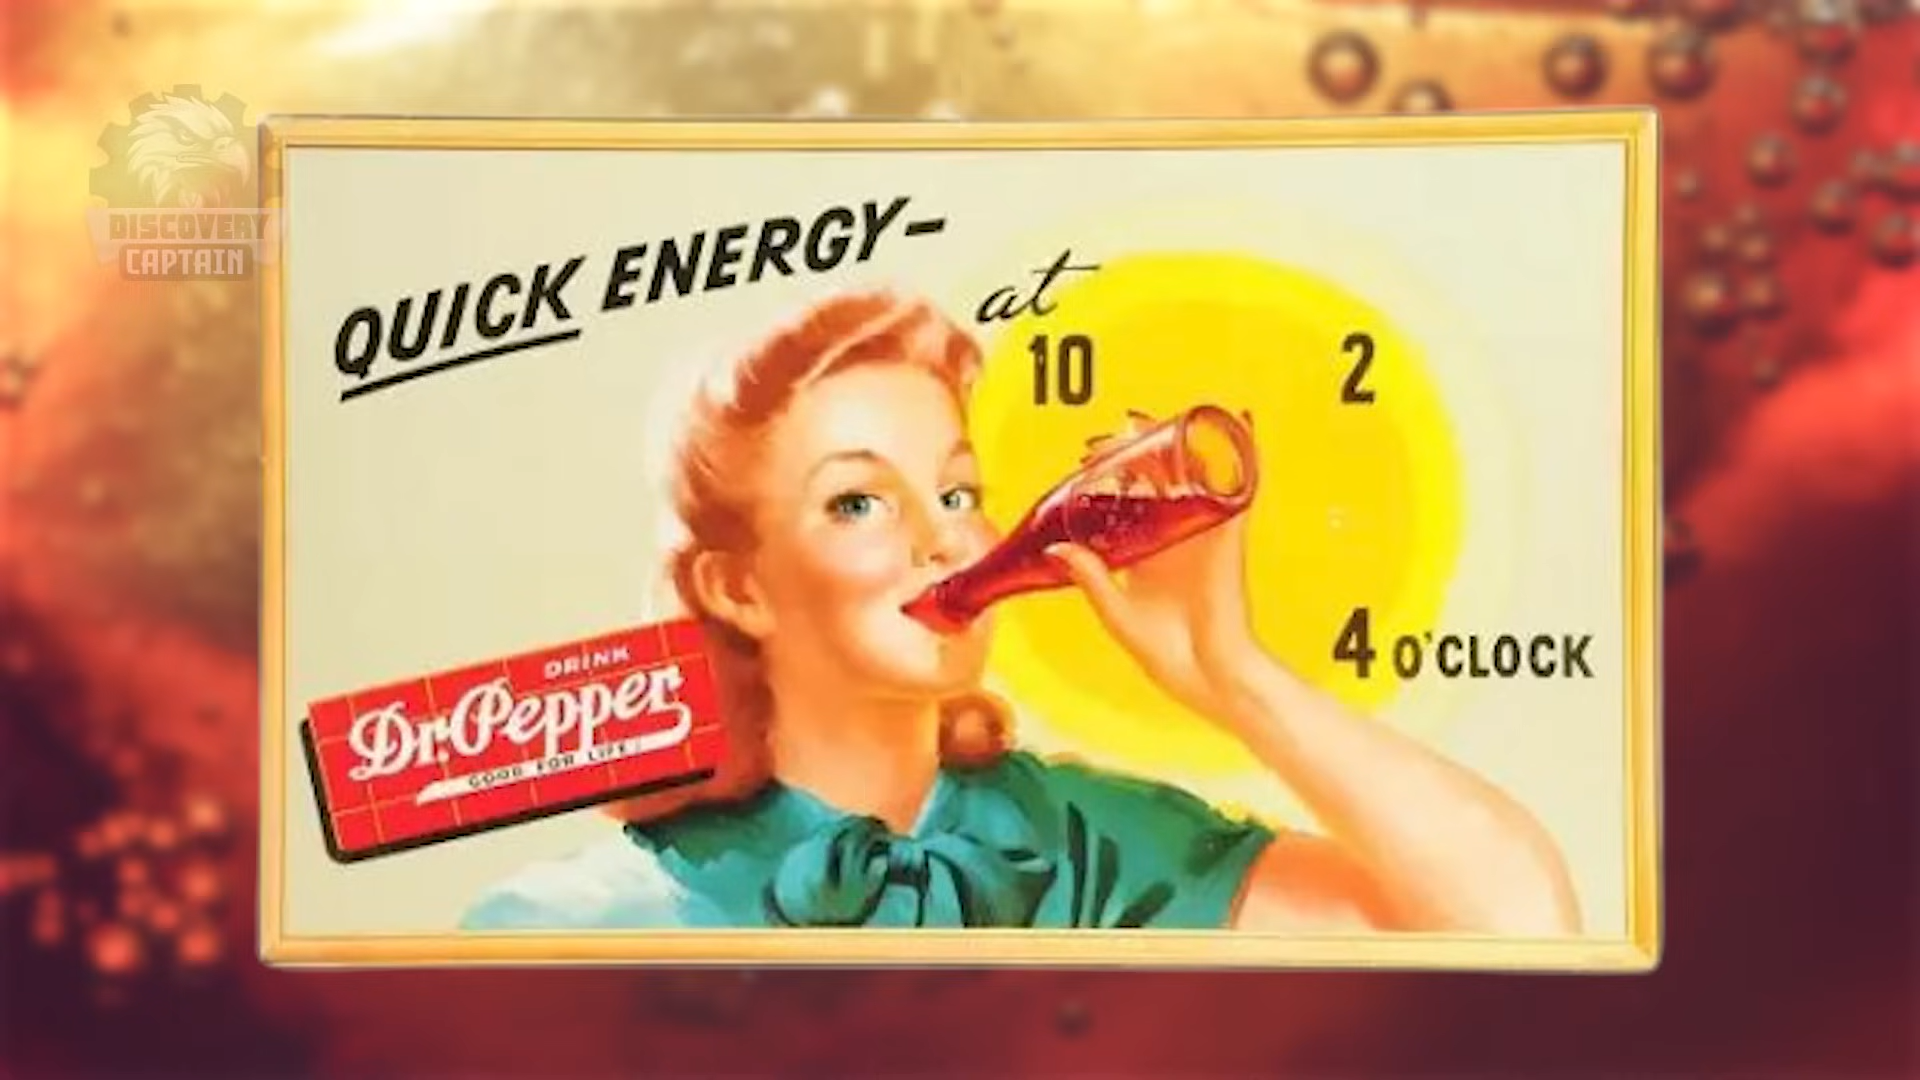 DISCOVERY
CAPTAIN
QUICK ENERGY-
at
10 2
4 O'CLOCK
DRINK
Dr. Pepper
GOOD FOR LIFE!